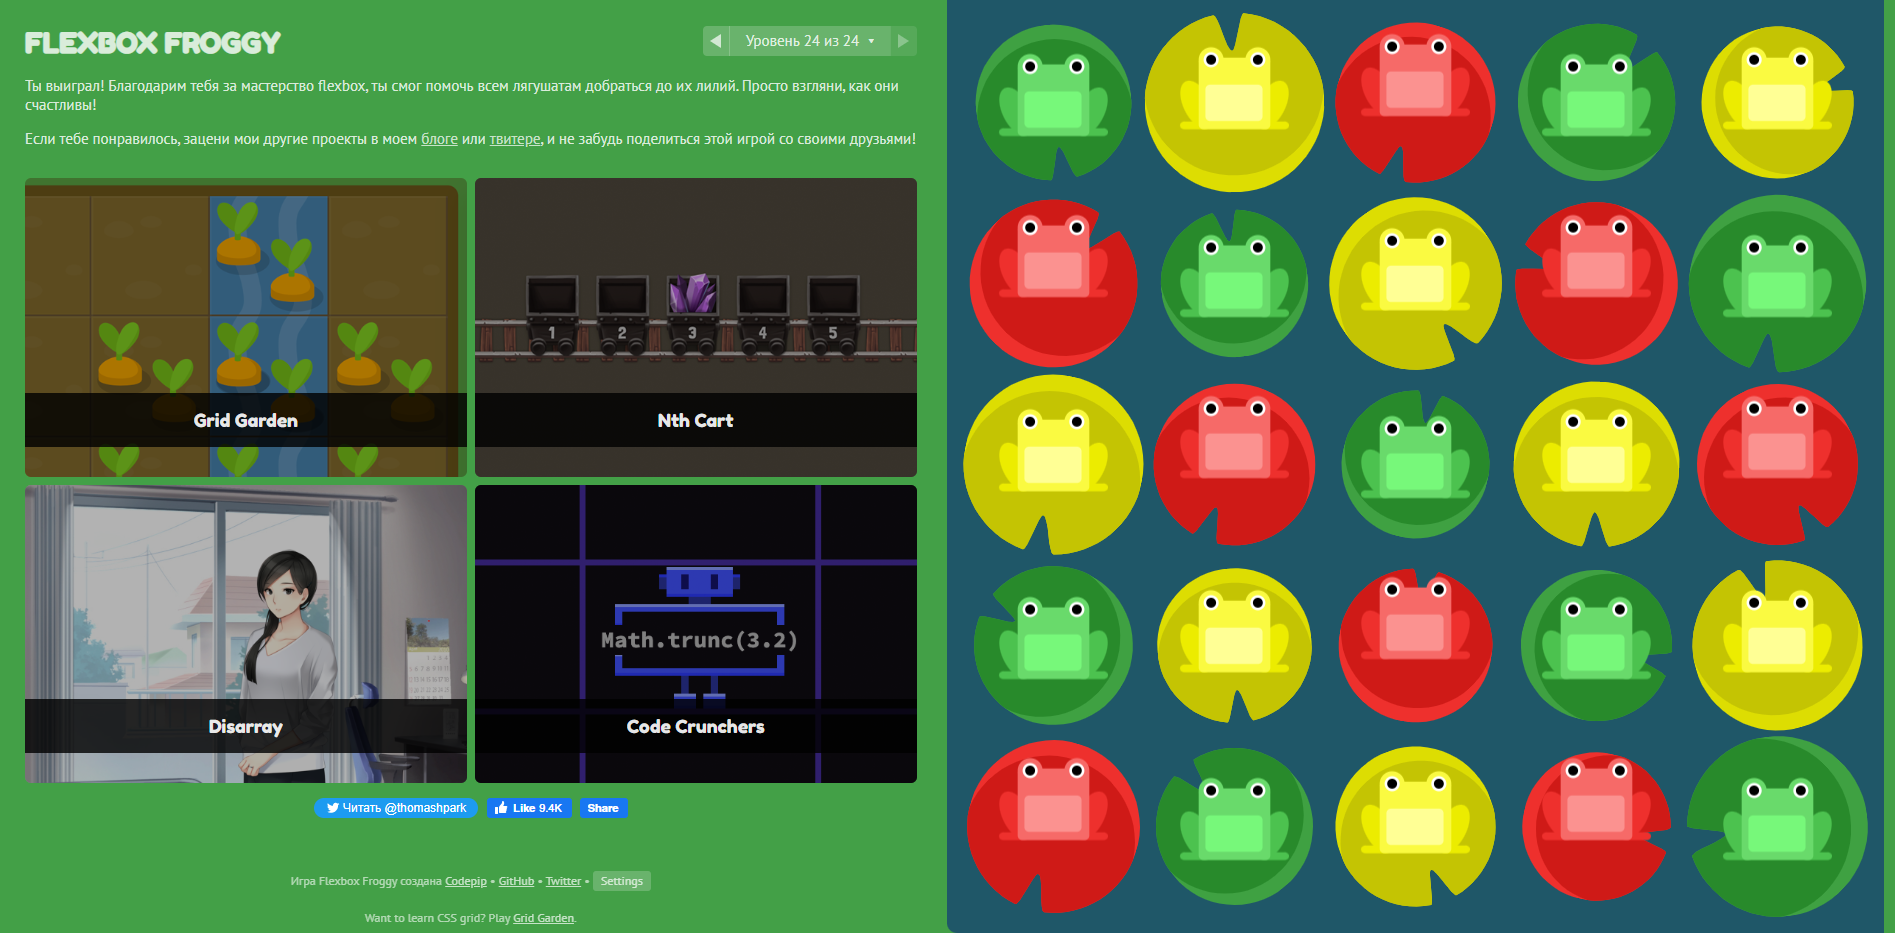 FLEXBOX FROGGY
Уровень 24 из 24
Ты выиграл! Благодарим тебя за мастерство flexbox, ты смог помочь всем лягушатам добраться до их лилий. Просто взгляни, как они
счастливы!
Если тебе понравилось, зацени мои другие проекты в моем блоге или твитере, и не забудь поделиться этой игрой со своими друзьями!
1 2 3 4 5
Grid Garden
Nth Cart
Math.trunc(3.2)
Disarray
Code Crunchers
Читать @thomashpark
Like 9.4K
Share
Игра Flexbox Froggy создана Codepip • GitHub • Twitter • Settings
Want to learn CSS grid? Play Grid Garden.